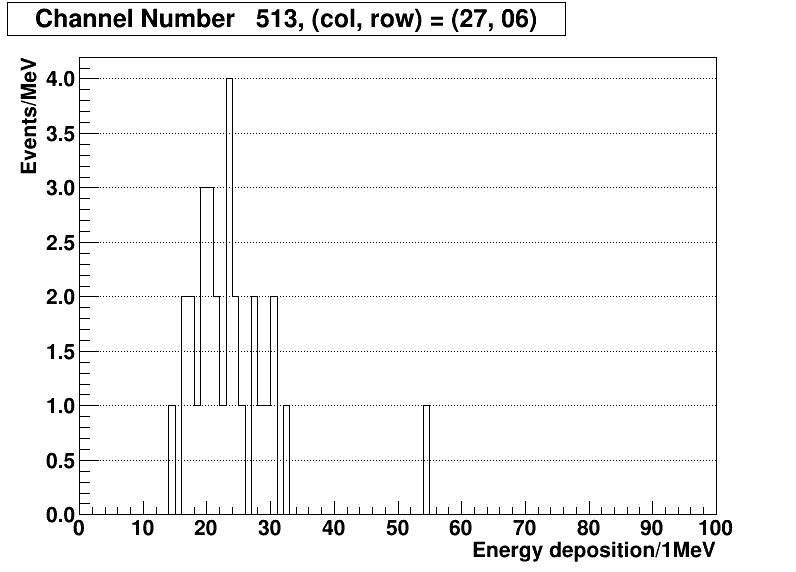 Channel Number 513, (col, row) = (27, 06)
Events/MeV
4.0
3.5
3.0
2.5
2.0
1.5
1.0
0.5
0.0
0 10 20 30 40 50 60 70 80 90 100
Energy deposition/1MeV